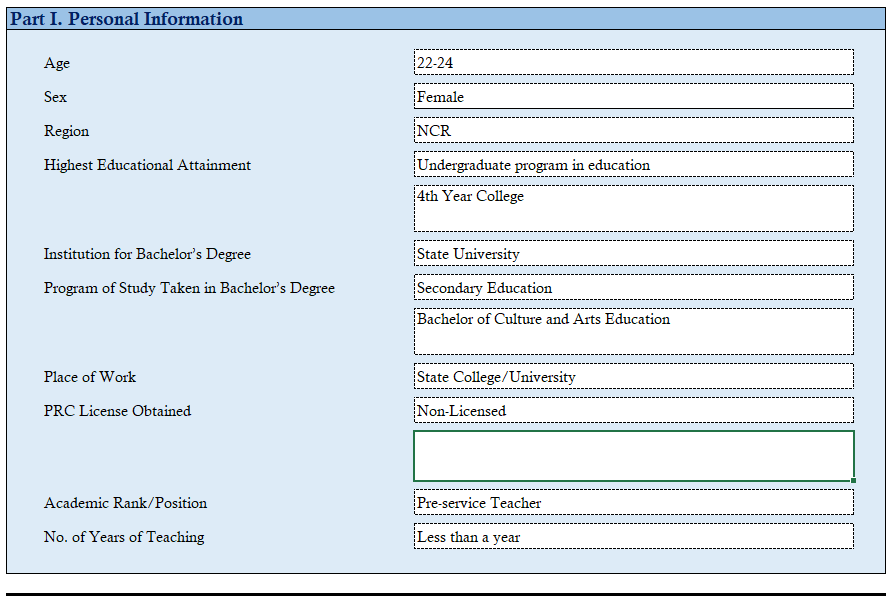 Part I. Personal Information
Age 22-24
Sex Female
Region NCR
Highest Educational Attainment Undergraduate program in education
4th Year College
Institution for Bachelor’s Degree State University
Program of Study Taken in Bachelor’s Degree Secondary Education
Bachelor of Culture and Arts Education
Place of Work State College/University
PRC License Obtained Non-Licensed
Academic Rank/Position Pre-service Teacher
No. of Years of Teaching Less than a year